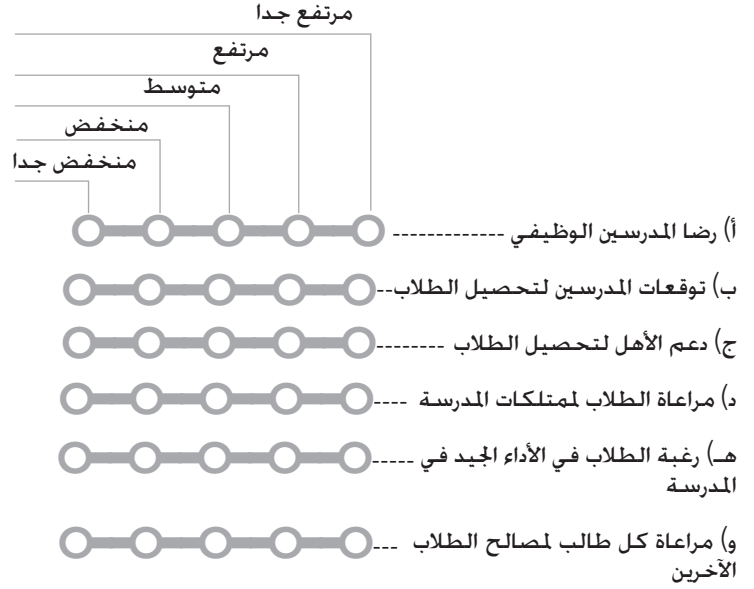 مرتفع جدا
مرتفع
متوسط
منخفض
منخفض جدا
أ) رضا المدرسين الوظيفي -------------
ب) توقعات المدرسين لتحصيل الطلاب--
ج) دعم الأهل لتحصيل الطلاب --------
د) مراعاة الطلاب لممتلكات المدرسة ----
هـ) رغبة الطلاب في الأداء الجيد في -----
المدرسة
و) مراعاة كل طالب لمصالح الطلاب ---
الآخرين